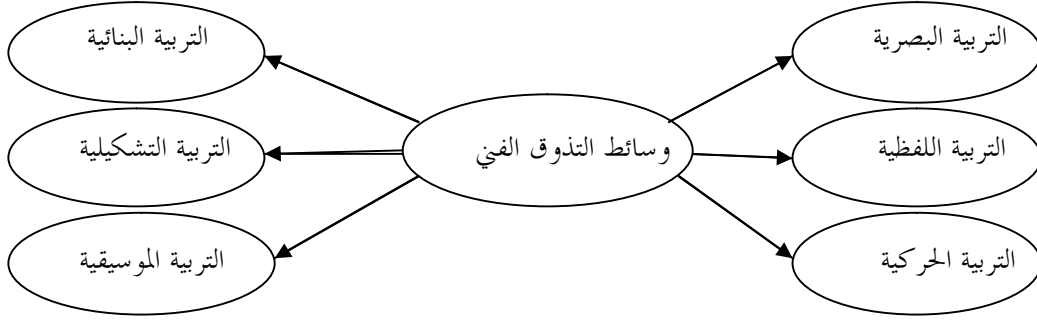 التربية البصرية
التربية البنائية
وسائط التذوق الفني
التربية اللفظية
التربية التشكيلية
التربية الحركية
التربية الموسيقية